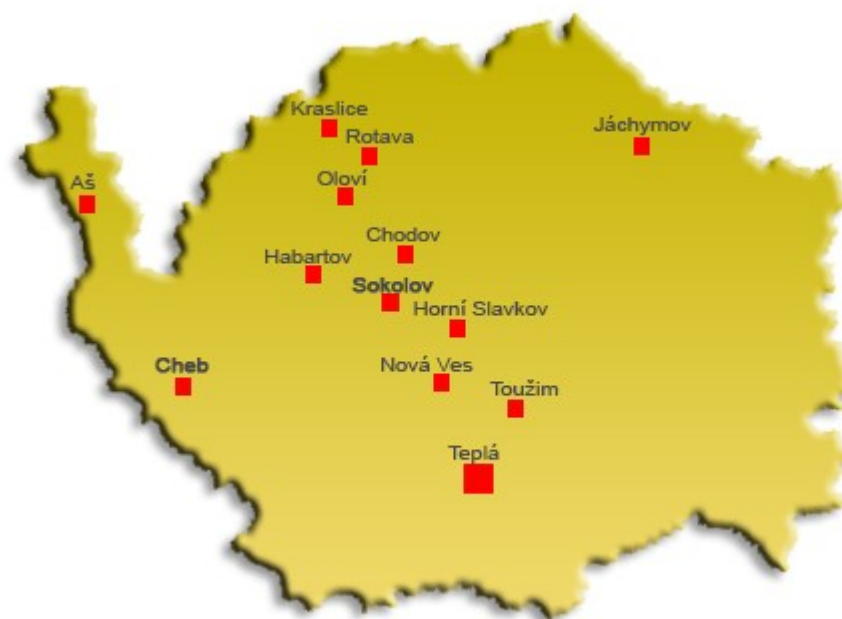 Kraslice
Jáchymov
Rotava
Oloví
Aš
Chodov
Habartov
Sokolov
Horní Slavkov
Cheb
Nová Ves
Toužim
Teplá